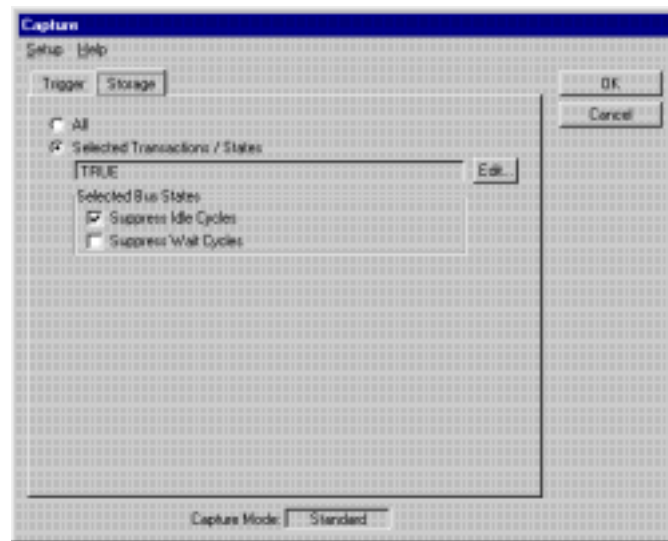 Capture
Setup Help
Trigger Storage
OK
Cancel
All
Selected Transactions / States
TRUE
Edit...
Selected Bus States
Suppress Idle Cycles
Suppress Wait Cycles
Capture Mode: Standard